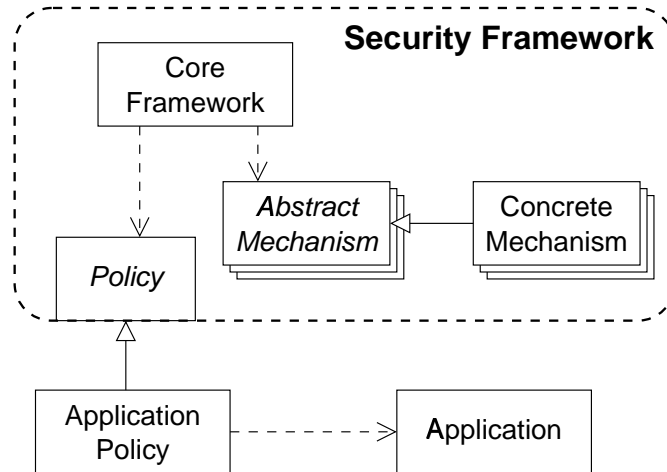 Security Framework
Core
Framework
Abstract
Mechanism
Concrete
Mechanism
Policy
Application
Policy
Application